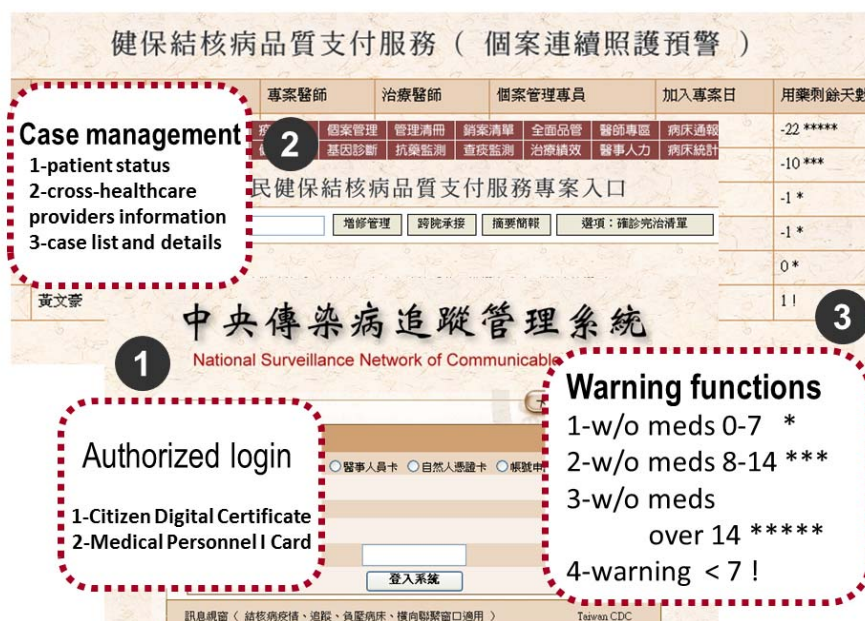 健保結核病品質支付服務（ 個案連續照護預警 ）
專案醫師 治療醫師 個案管理專員 加入專案日 用藥剩餘天數
Case management
1-patient status
2-cross-healthcare
providers information
3-case list and details
2
個案管理 管理清冊 銷案清單 全面品管 醫師專區 病床通報
基因診斷 抗藥監測 查痰監測 治療績效 醫事人力 病床統計
民健保結核病品質支付服務專案入口
增修管理 跨院承接 摘要簡報 選項：確診完治清單
-22 *****
-10 ***
-1 *
-1 *
0 *
1 !
黃文豪
3
中央傳染病追蹤管理系統
1
National Surveillance Network of Communicable
Authorized login
1-Citizen Digital Certificate
2-Medical Personnel I Card
醫事人員卡 自然人憑證卡 帳號申
登入系統
Warning functions
1-w/o meds 0-7 *
2-w/o meds 8-14 ***
3-w/o meds
over 14 *****
4-warning < 7 !
訊息視窗（ 結核病疫情、追蹤、負壓病床、橫向聯繫窗口適用 ）
Taiwan CDC